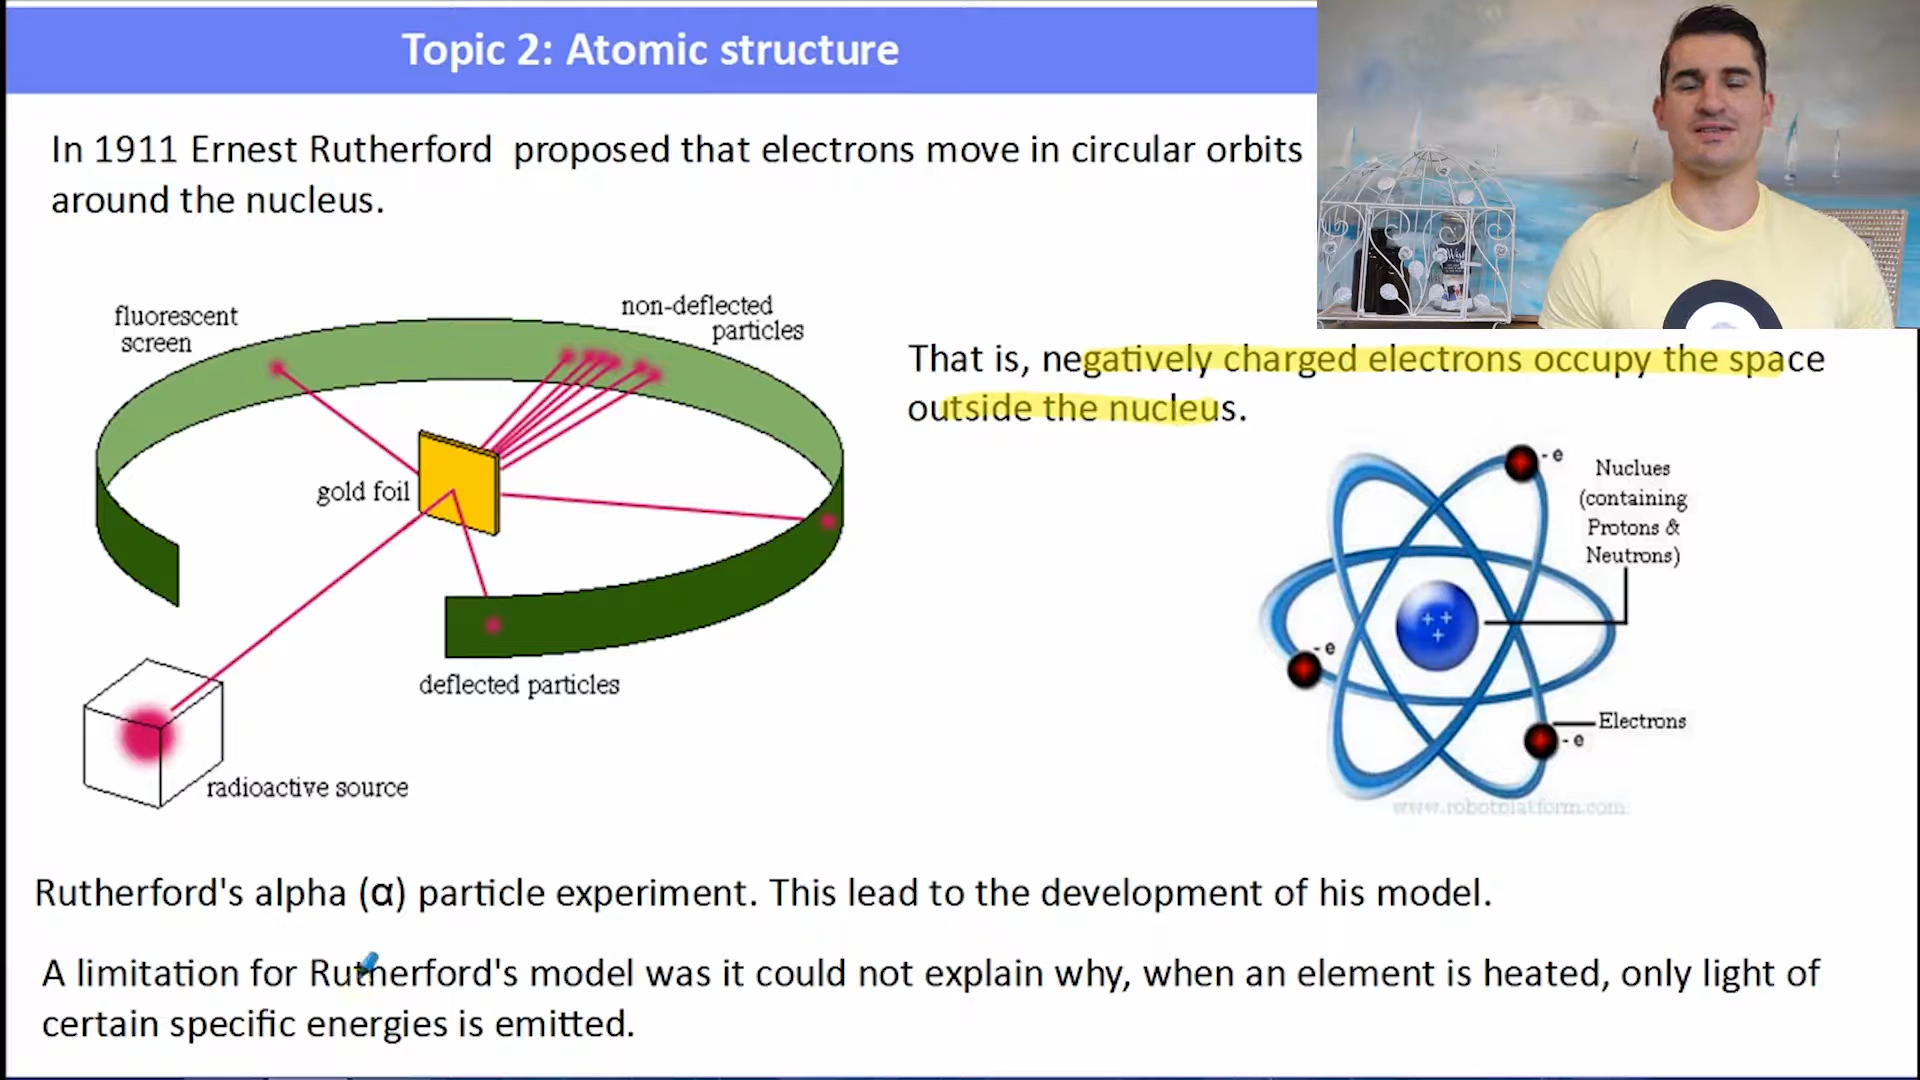 Topic 2: Atomic structure
In 1911 Ernest Rutherford proposed that electrons move in circular orbits
around the nucleus.
fluorescent
screen
non-deflected
particles
gold foil
deflected particles
radioactive source
That is, negatively charged electrons occupy the space
outside the nucleus.
- e
Nuclues
(containing
Protons &
Neutrons)
+ +
+
- e
Electrons
- e
www.robotplatform.com
Rutherford's alpha (α) particle experiment. This lead to the development of his model.
A limitation for Rutherford's model was it could not explain why, when an element is heated, only light of
certain specific energies is emitted.